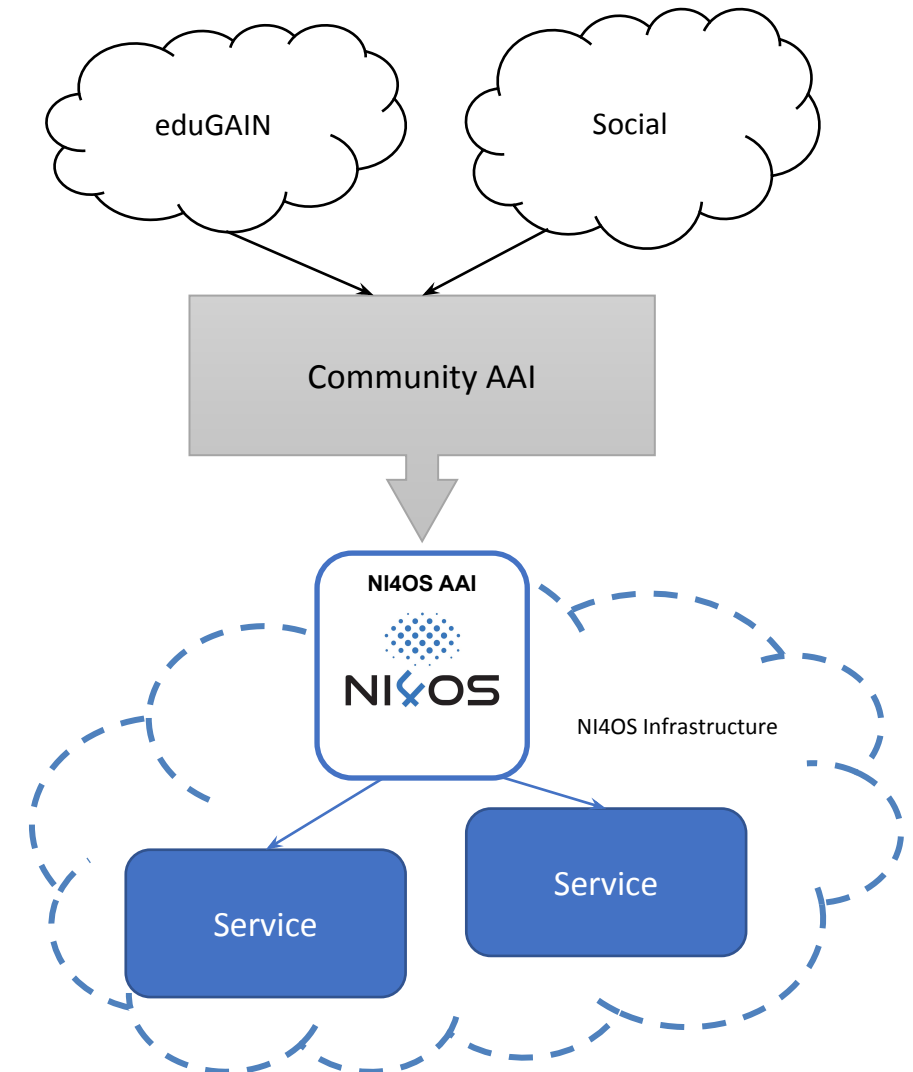 eduGAIN
Social
Community AAI
NI4OS AAI
NI4OS
NI4OS Infrastructure
Service
Service